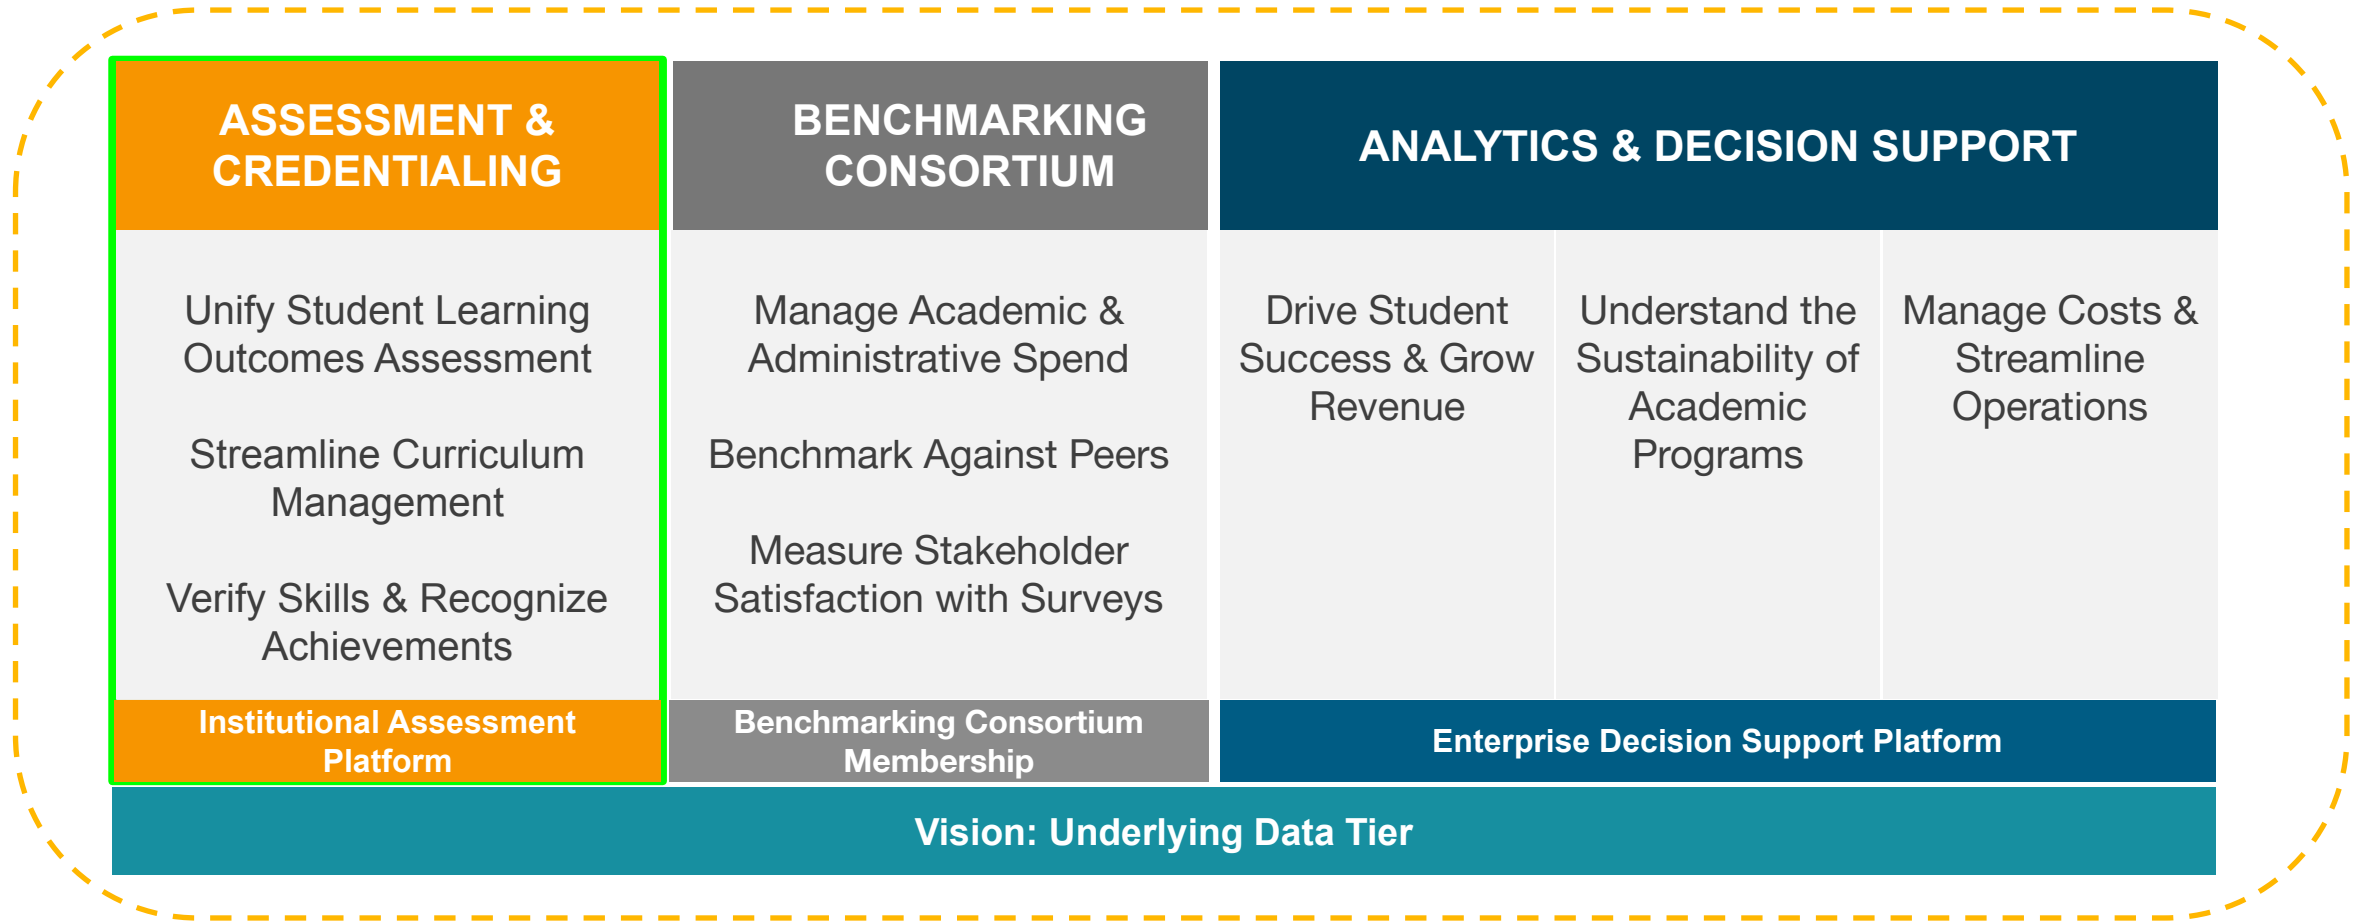 ASSESSMENT &
CREDENTIALING
BENCHMARKING
CONSORTIUM
ANALYTICS & DECISION SUPPORT
Unify Student Learning
Outcomes Assessment
Streamline Curriculum
Management
Verify Skills & Recognize
Achievements
Manage Academic &
Administrative Spend
Benchmark Against Peers
Measure Stakeholder
Satisfaction with Surveys
Drive Student
Success & Grow
Revenue
Understand the
Sustainability of
Academic
Programs
Manage Costs &
Streamline
Operations
Institutional Assessment
Platform
Benchmarking Consortium
Membership
Enterprise Decision Support Platform
Vision: Underlying Data Tier